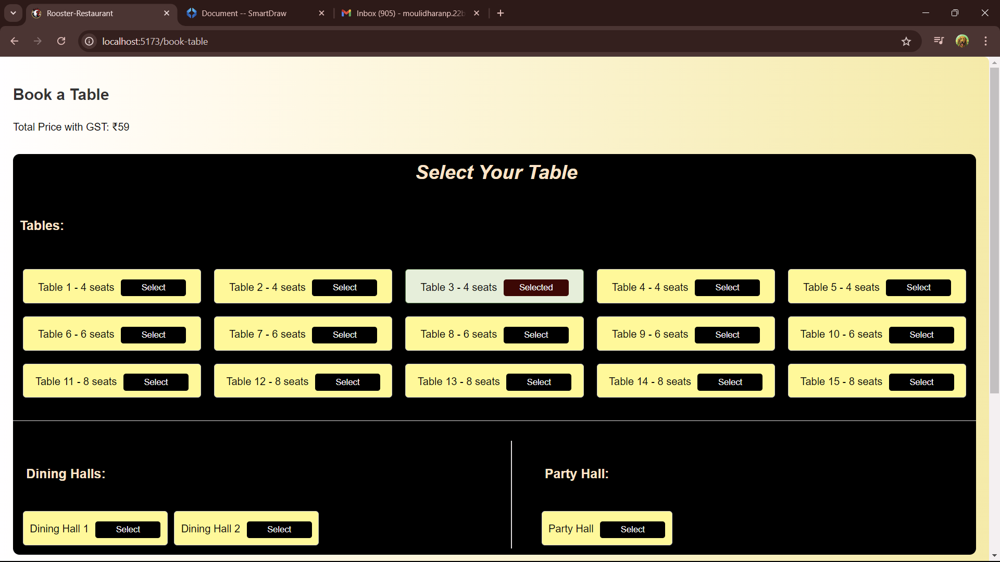 Rooster-Restaurant
Document -- SmartDraw
Inbox (905) - moulidharanp.22b
localhost:5173/book-table
Book a Table
Total Price with GST: ₹59
Select Your Table
Tables:
Table 1 - 4 seats Select
Table 2 - 4 seats Select
Table 3 - 4 seats Selected
Table 4 - 4 seats Select
Table 5 - 4 seats Select
Table 6 - 6 seats Select
Table 7 - 6 seats Select
Table 8 - 6 seats Select
Table 9 - 6 seats Select
Table 10 - 6 seats Select
Table 11 - 8 seats Select
Table 12 - 8 seats Select
Table 13 - 8 seats Select
Table 14 - 8 seats Select
Table 15 - 8 seats Select
Dining Halls:
Dining Hall 1 Select
Dining Hall 2 Select
Party Hall:
Party Hall Select